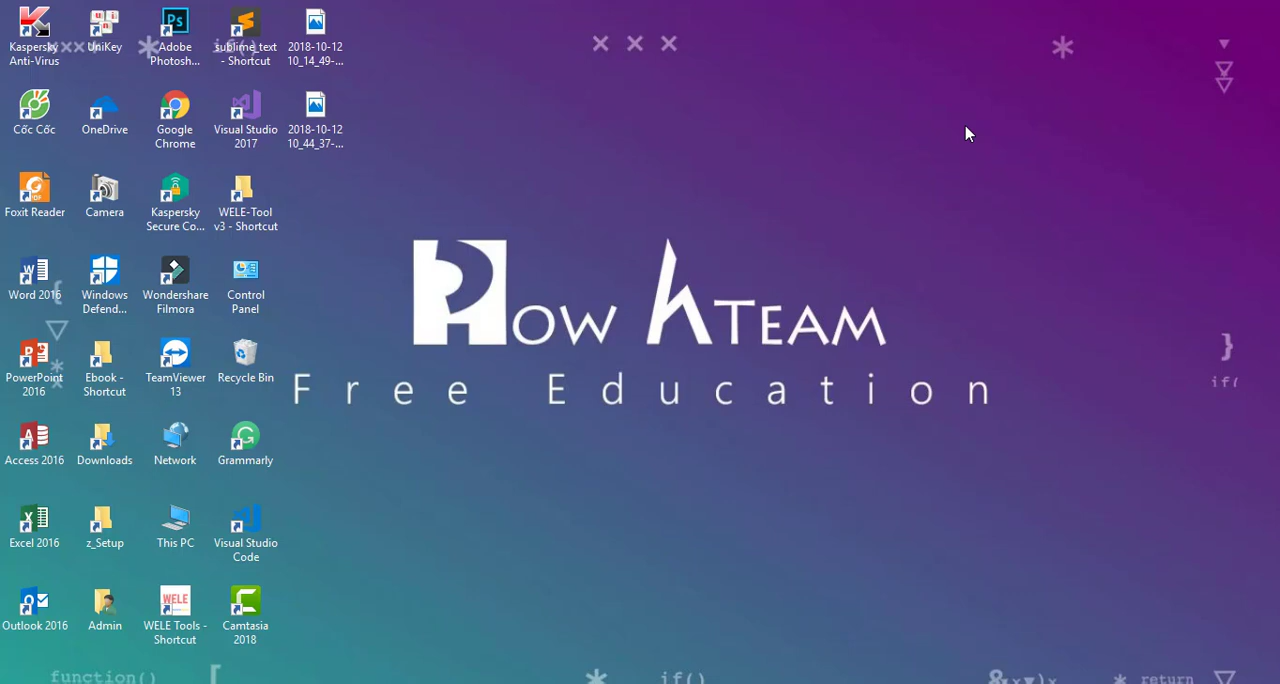 Kaspersky
Anti-Virus
UniKey
Adobe
Photosh...
sublime_text
- Shortcut
2018-10-12
10_14_49-...
Cốc Cốc
OneDrive
Google
Chrome
Visual Studio
2017
2018-10-12
10_44_37-...
Foxit Reader
Camera
Kaspersky
Secure Co...
WELE-Tool
v3 - Shortcut
Word 2016
Windows
Defend...
Wondershare
Filmora
Control
Panel
PowerPoint
2016
Ebook -
Shortcut
TeamViewer
13
Recycle Bin
Access 2016
Downloads
Network
Grammarly
Excel 2016
z_Setup
This PC
Visual Studio
Code
Outlook 2016
Admin
WELE
WELE Tools -
Shortcut
Camtasia
2018
How KTEAM
Free Education
}
if(
function()
[
* if()
* return